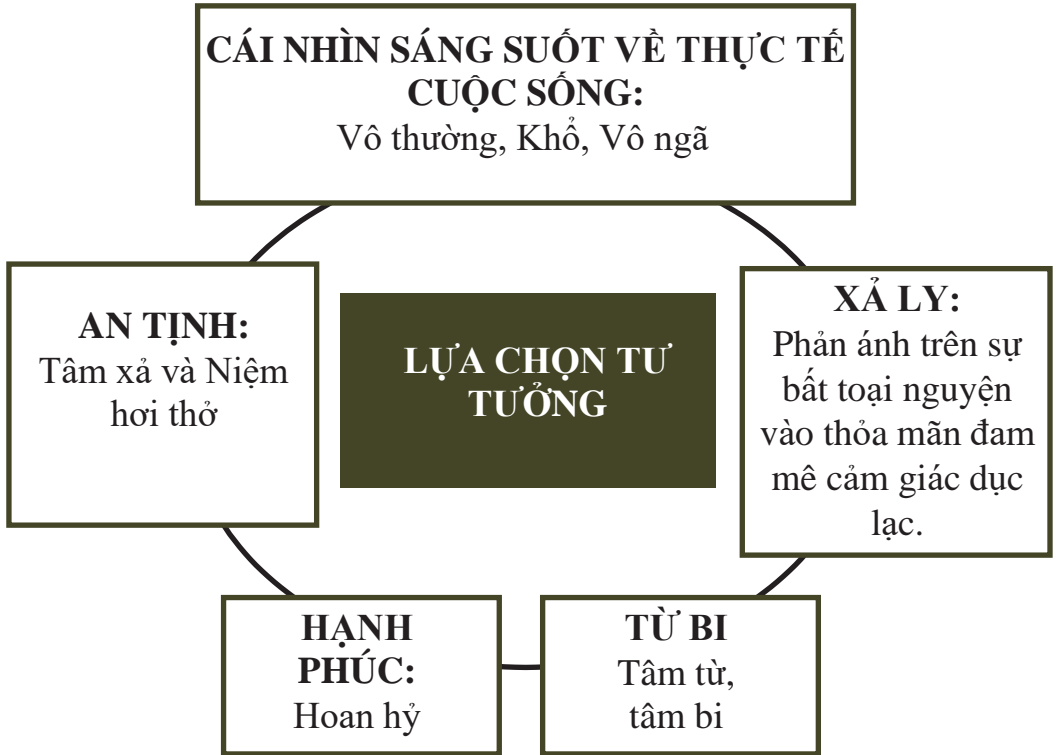 CÁI NHÌN SÁNG SUỐT VỀ THỰC TẾ
CUỘC SỐNG:
Vô thường, Khổ, Vô ngã
AN TỊNH:
Tâm xả và Niệm
hơi thở
LỰA CHỌN TƯ
TƯỞNG
XẢ LY:
Phản ánh trên sự
bất toại nguyện
vào thỏa mãn đam
mê cảm giác dục
lạc.
HẠNH
PHÚC:
Hoan hỷ
TỪ BI
Tâm từ,
tâm bi